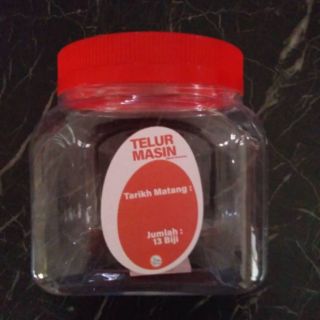 TELUR
MASIN
Tarikh Matang :
Jumlah :
13 Biji